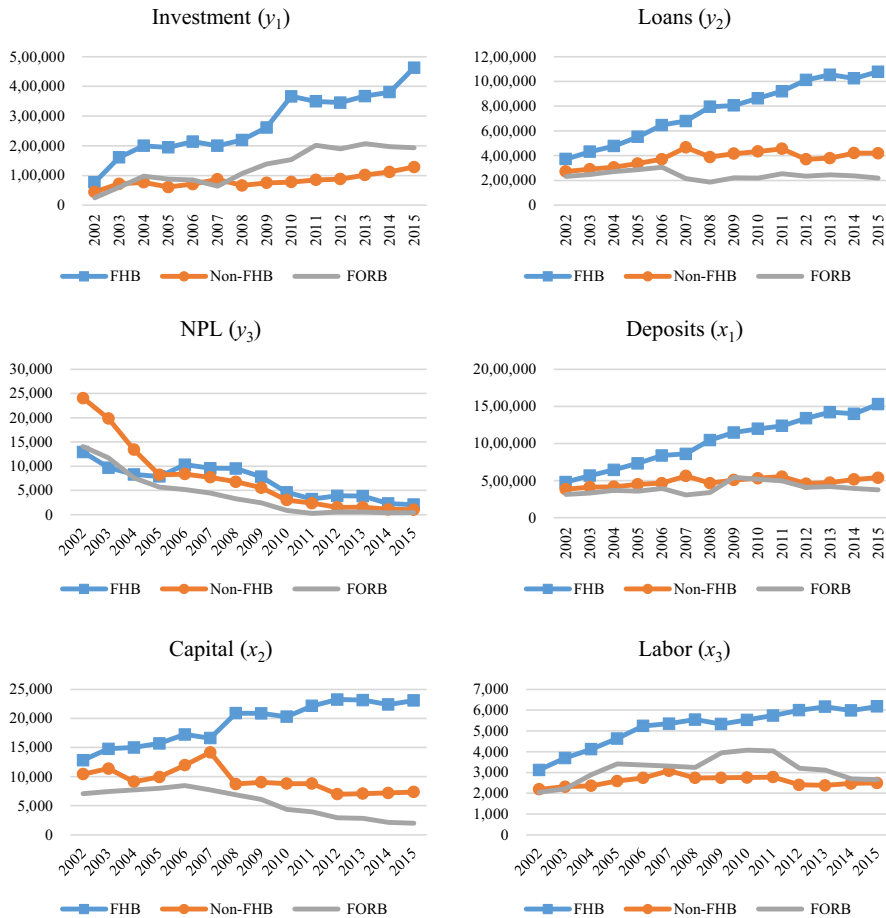 Investment (y1)
5,00,000
4,00,000
3,00,000
2,00,000
1,00,000
0
2002 2003 2004 2005 2006 2007 2008 2009 2010 2011 2012 2013 2014 2015
FHB Non-FHB FORB
Loans (y2)
12,00,000
10,00,000
8,00,000
6,00,000
4,00,000
2,00,000
0
2002 2003 2004 2005 2006 2007 2008 2009 2010 2011 2012 2013 2014 2015
FHB Non-FHB FORB
NPL (y3)
30,000
25,000
20,000
15,000
10,000
5,000
0
2002 2003 2004 2005 2006 2007 2008 2009 2010 2011 2012 2013 2014 2015
FHB Non-FHB FORB
Deposits (x1)
20,00,000
15,00,000
10,00,000
5,00,000
0
2002 2003 2004 2005 2006 2007 2008 2009 2010 2011 2012 2013 2014 2015
FHB Non-FHB FORB
Capital (x2)
25,000
20,000
15,000
10,000
5,000
0
2002 2003 2004 2005 2006 2007 2008 2009 2010 2011 2012 2013 2014 2015
FHB Non-FHB FORB
Labor (x3)
7,000
6,000
5,000
4,000
3,000
2,000
1,000
0
2002 2003 2004 2005 2006 2007 2008 2009 2010 2011 2012 2013 2014 2015
FHB Non-FHB FORB